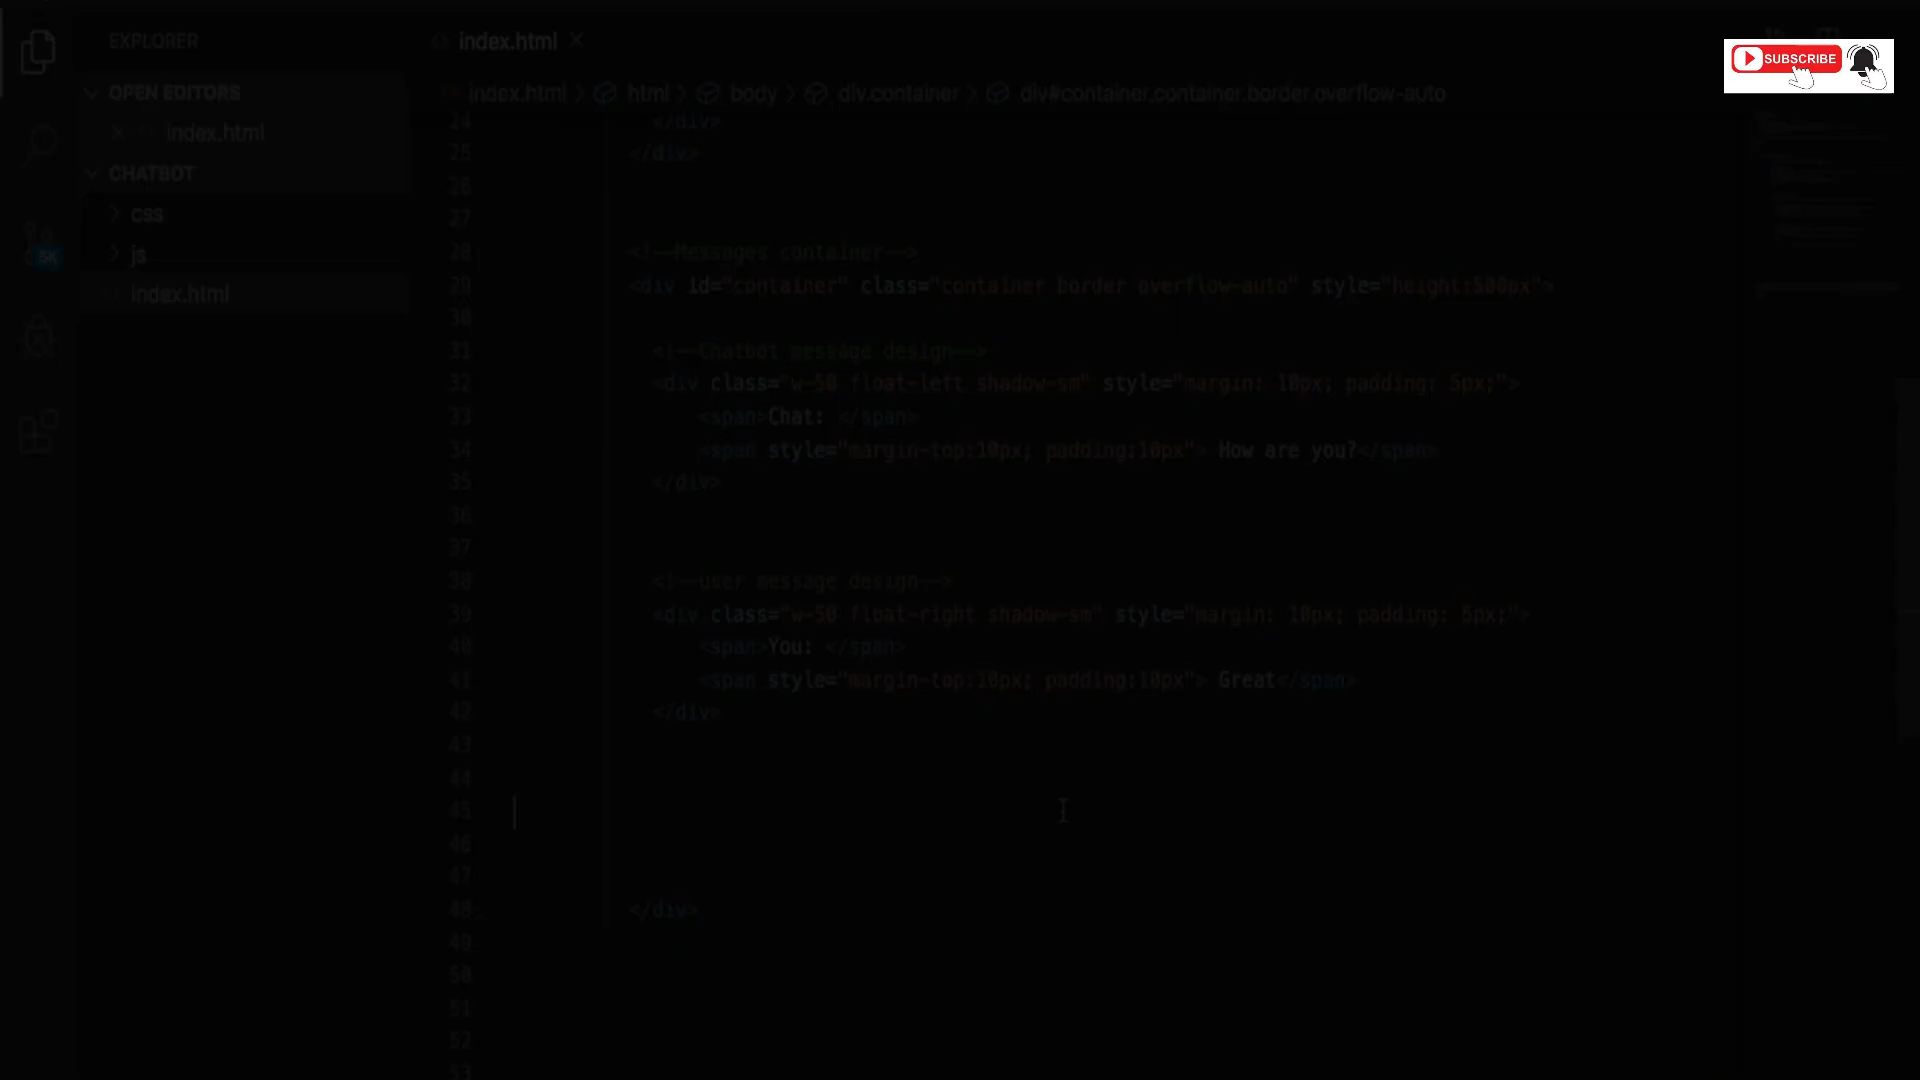 EXPLORER
index.html
SUBSCRIBE
OPEN EDITORS
index.html > html > body > div.container > div#container.container.border.overflow-auto
index.html
CHATBOT
css
js
index.html
5K
24 </div>
25 </div>
26
27
28 <!--Messages container-->
29 <div id="container" class="container border overflow-auto" style="height:500px">
30
31 <!--Chatbot message design-->
32 <div class="w-50 float-left shadow-sm" style="margin: 10px; padding: 5px;">
33 <span>Chat: </span>
34 <span style="margin-top:10px; padding:10px"> How are you?</span>
35 </div>
36
37
38 <!--user message design-->
39 <div class="w-50 float-right shadow-sm" style="margin: 10px; padding: 5px;">
40 <span>You: </span>
41 <span style="margin-top:10px; padding:10px"> Great</span>
42 </div>
43
44
45
46
47
48 </div>
49
50
51
52
53